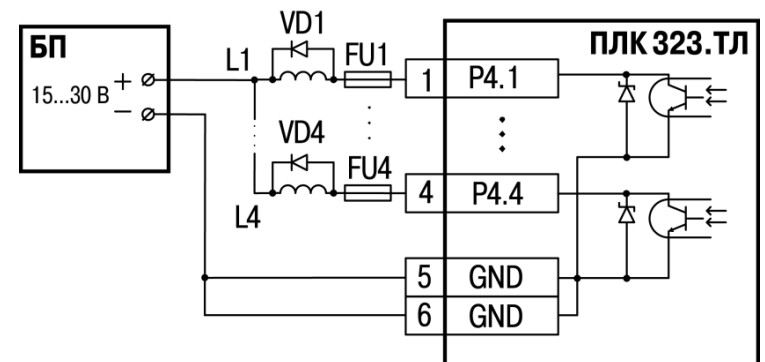 БП
15...30 В
+
–
L1
VD1
FU1
VD4
FU4
L4
ПЛК 323.ТЛ
1 P4.1
4 P4.4
5 GND
6 GND